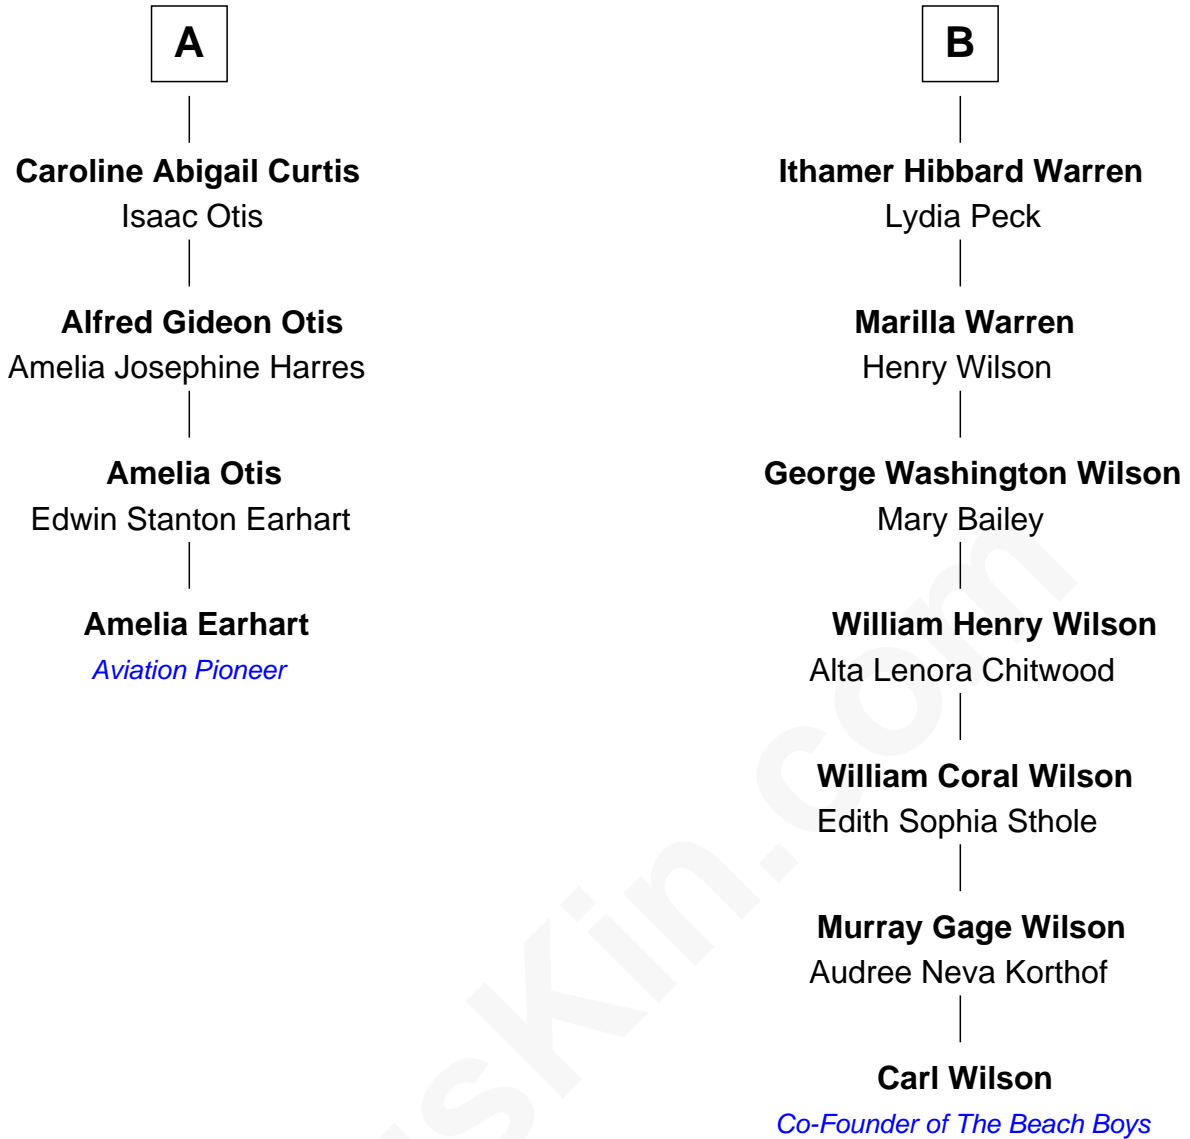 A
Caroline Abigail Curtis
Isaac Otis
Alfred Gideon Otis
Amelia Josephine Harres
Amelia Otis
Edwin Stanton Earhart
Amelia Earhart
Aviation Pioneer
B
Ithamer Hibbard Warren
Lydia Peck
Marilla Warren
Henry Wilson
George Washington Wilson
Mary Bailey
William Henry Wilson
Alta Lenora Chitwood
William Coral Wilson
Edith Sophia Sthole
Murray Gage Wilson
Audree Neva Korthof
Carl Wilson
Co-Founder of The Beach Boys
sKin.com